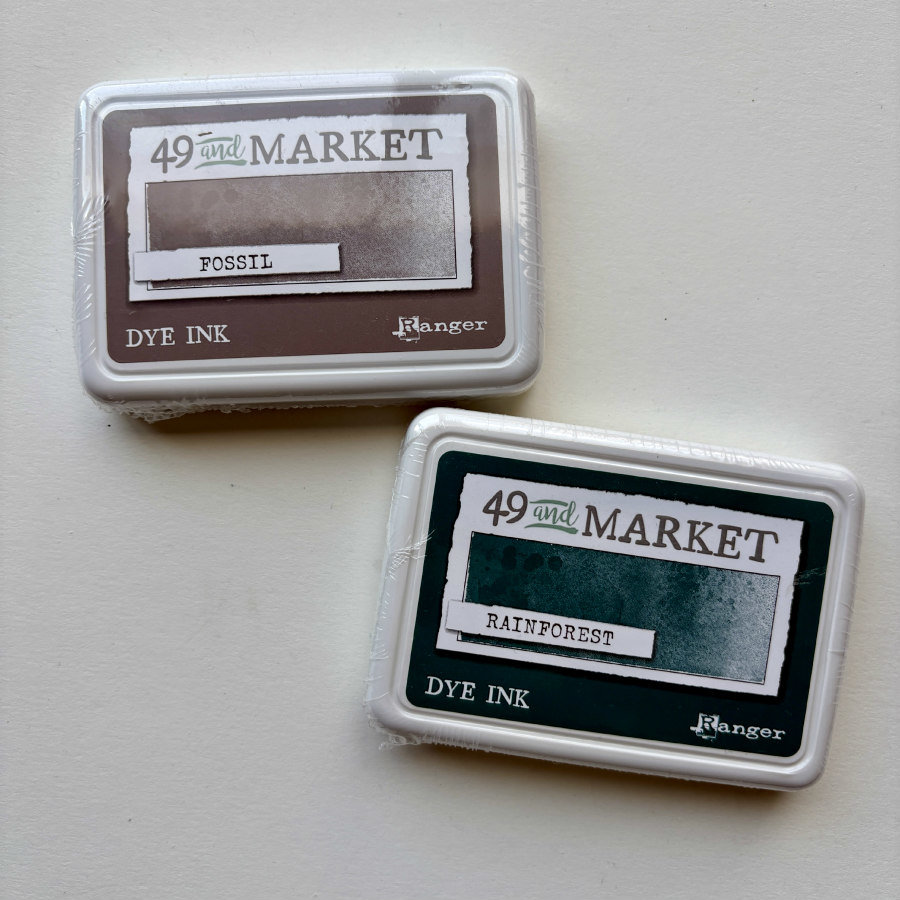 49 and MARKET
FOSSIL
DYE INK
Ranger
49 and MARKET
RAINFOREST
DYE INK
Ranger